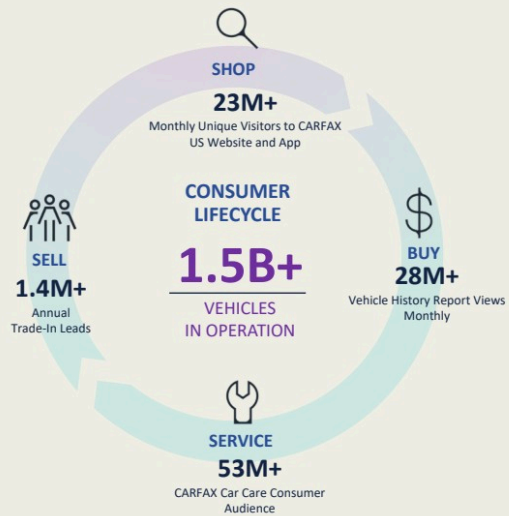 SHOP
23M+
Monthly Unique Visitors to CARFAX
US Website and App
CONSUMER
LIFECYCLE
1.5B+
VEHICLES
IN OPERATION
BUY
28M+
Vehicle History Report Views
Monthly
SERVICE
53M+
CARFAX Car Care Consumer
Audience
SELL
1.4M+
Annual
Trade-In Leads